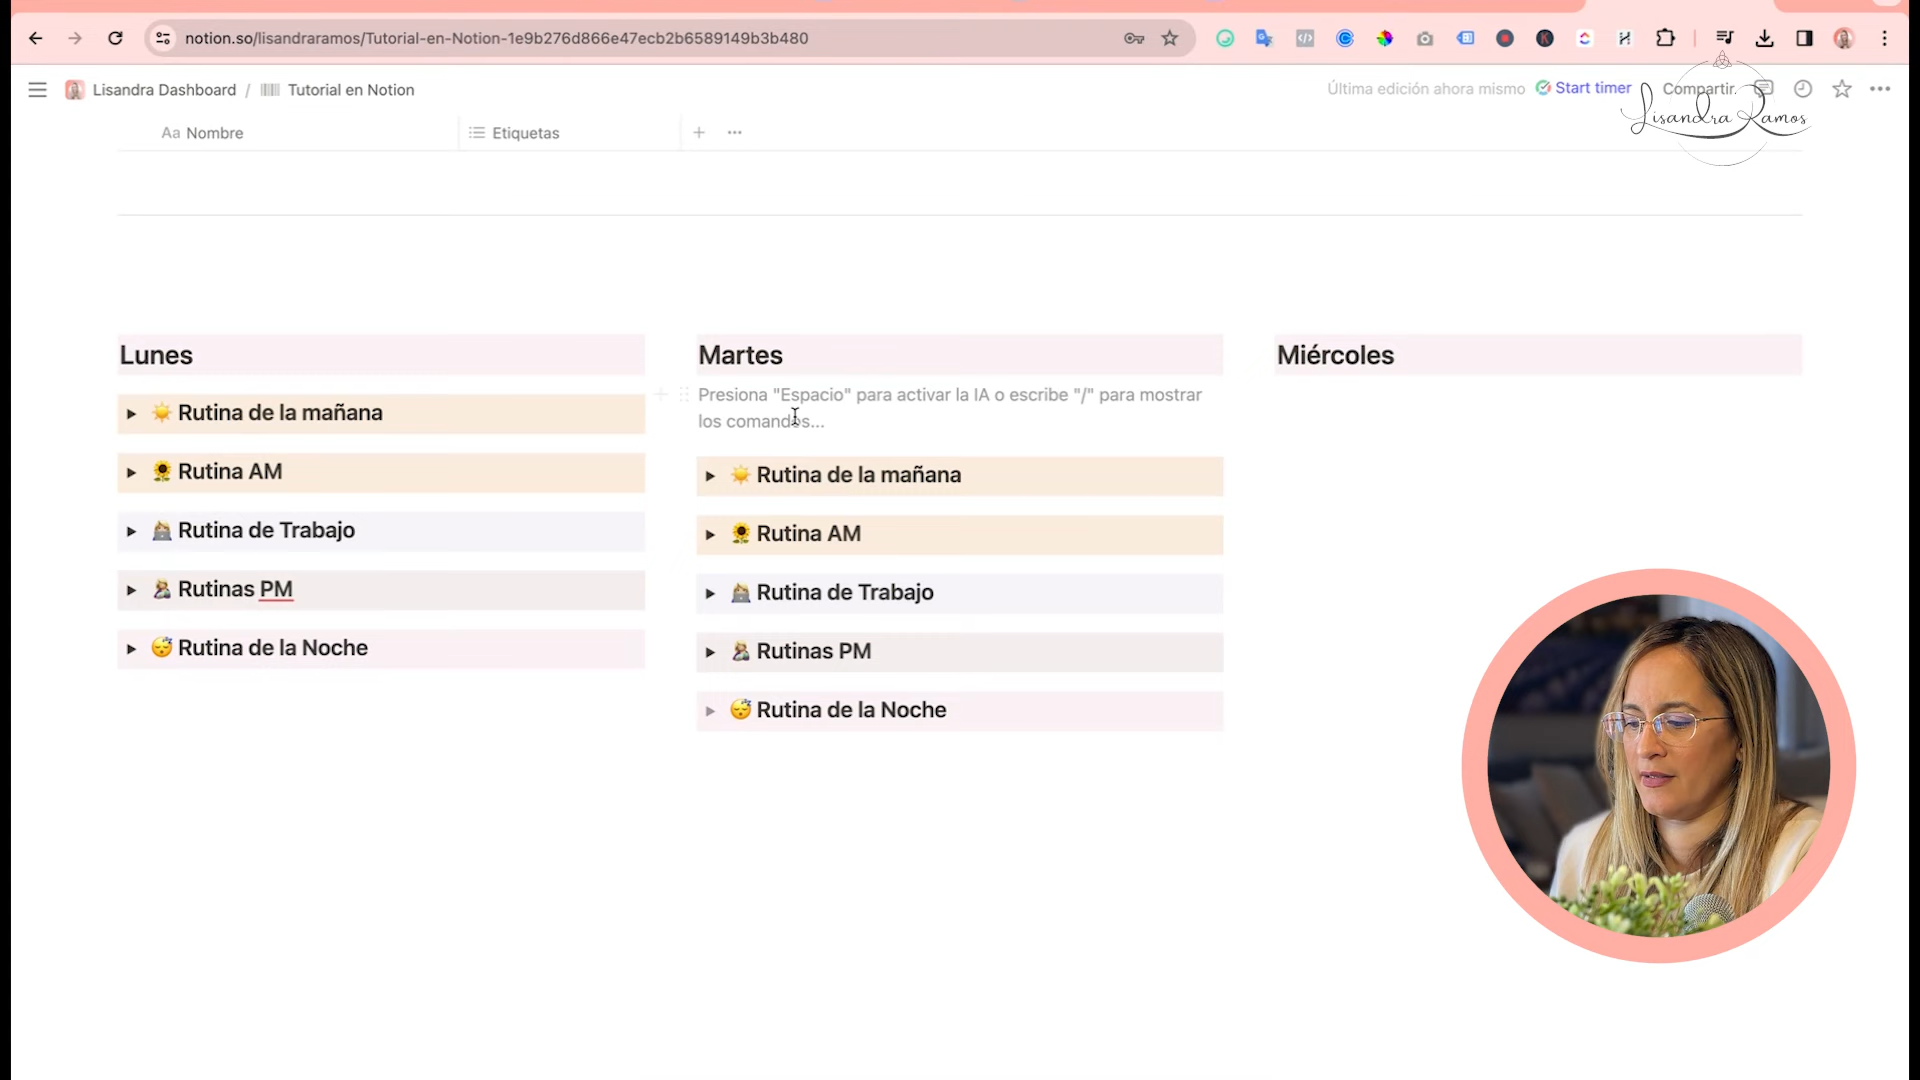 notion.so/lisandraramos/Tutorial-en-Notion-1e9b276d866e47ecb2b6589149b3b480
Lisandra Dashboard / Tutorial en Notion
Última edición ahora mismo
Start timer
Compartir
Lisandra Ramos
Aa Nombre
Etiquetas
Lunes
Rutina de la mañana
Rutina AM
Rutina de Trabajo
Rutinas PM
Rutina de la Noche
Martes
Presiona "Espacio" para activar la IA o escribe "/" para mostrar
los comandos...
Rutina de la mañana
Rutina AM
Rutina de Trabajo
Rutinas PM
Rutina de la Noche
Miércoles